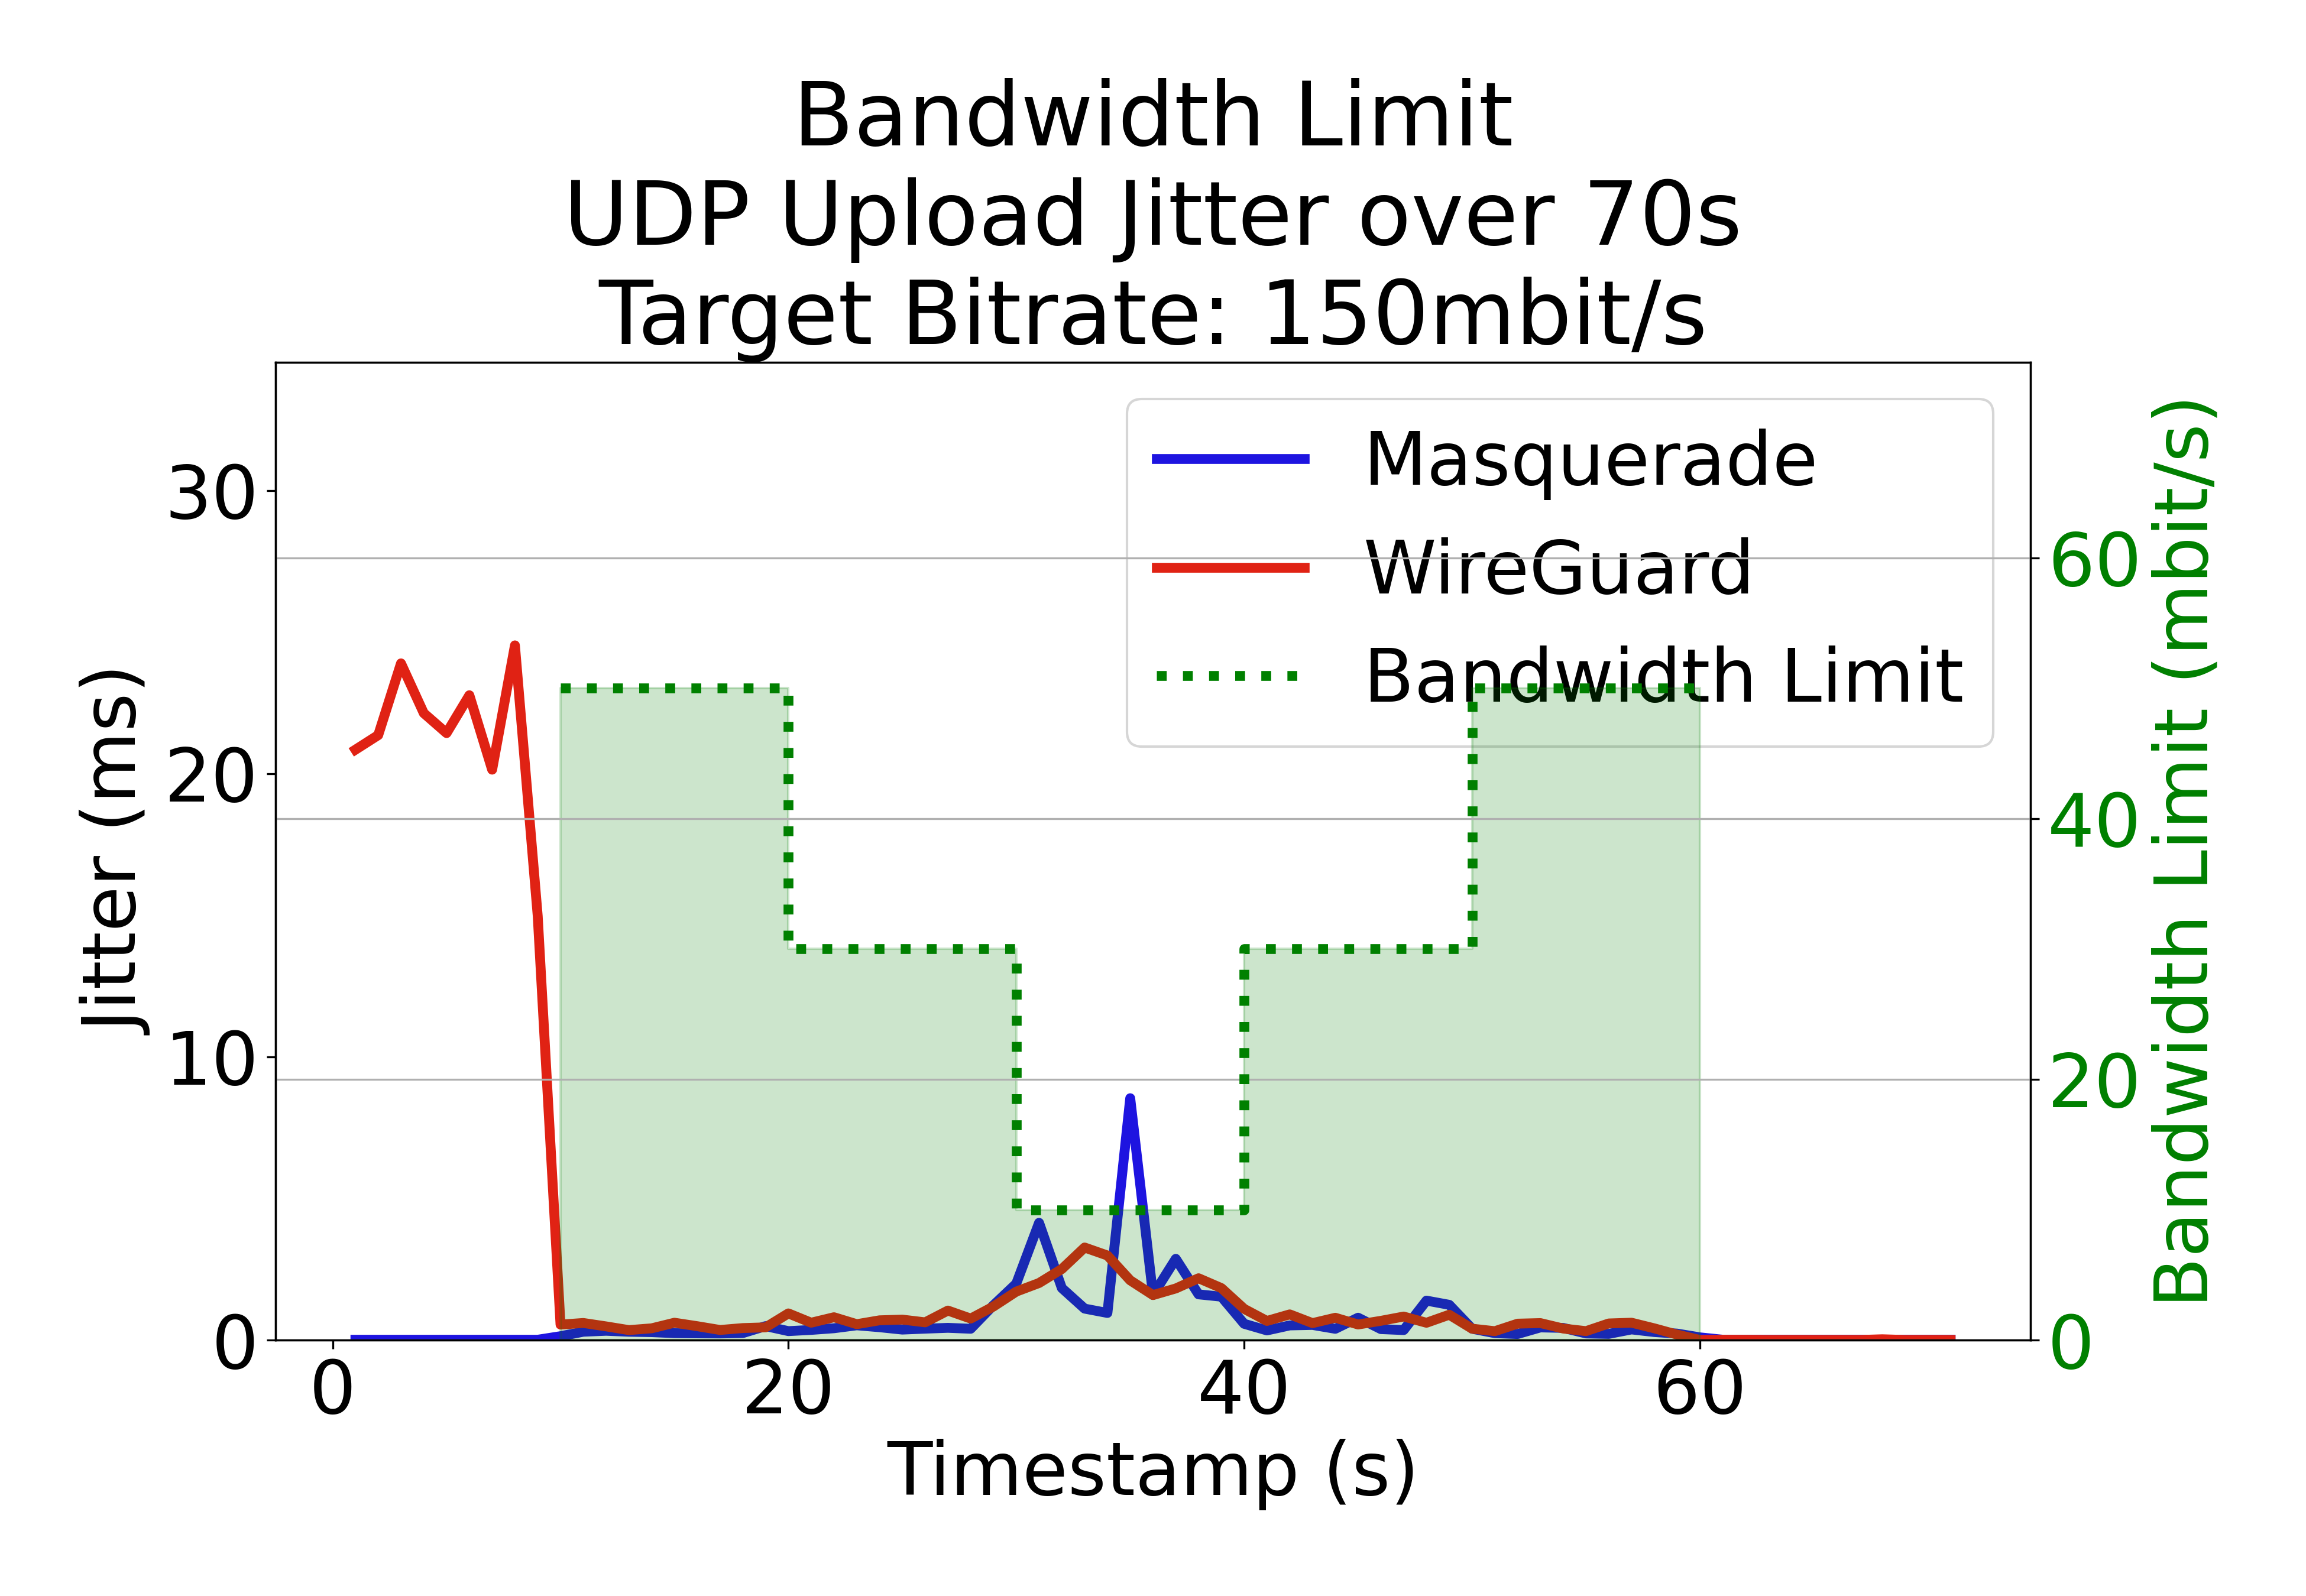 Bandwidth Limit
UDP Upload Jitter over 70s
Target Bitrate: 150mbit/s
Masquerade
WireGuard
Bandwidth Limit
Jitter (ms)
30
20
10
0
Bandwidth Limit (mbit/s)
60
40
20
0
0 20 40 60
Timestamp (s)